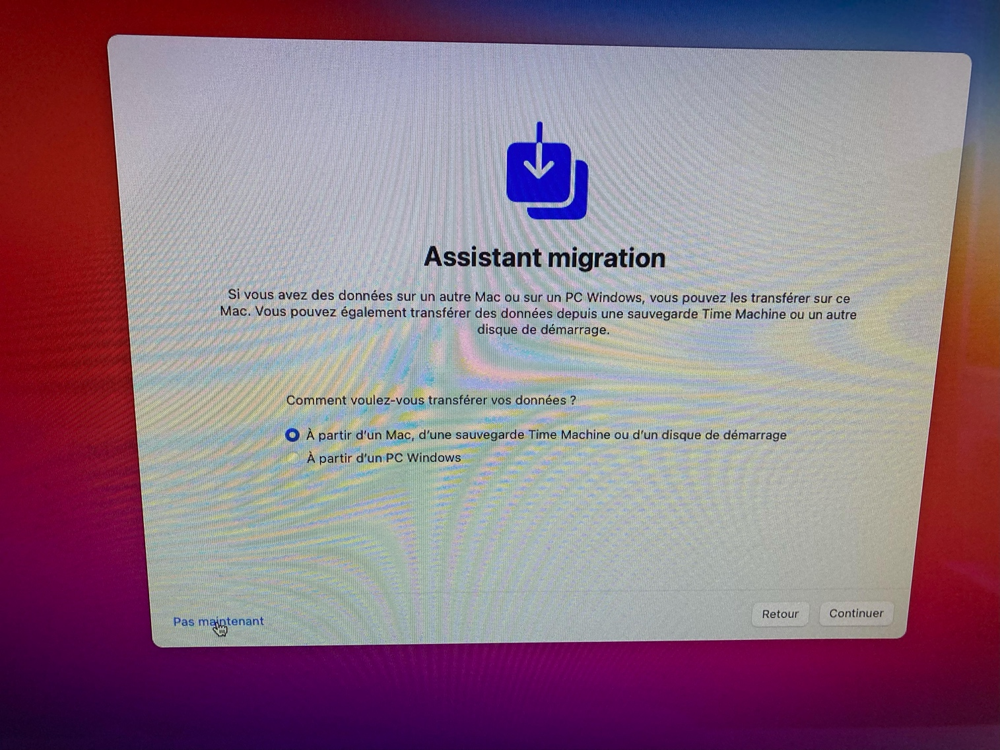 Assistant migration
Si vous avez des données sur un autre Mac ou sur un PC Windows, vous pouvez les transférer sur ce
Mac. Vous pouvez également transférer des données depuis une sauvegarde Time Machine ou un autre
disque de démarrage.
Comment voulez-vous transférer vos données ?
À partir d’un Mac, d’une sauvegarde Time Machine ou d’un disque de démarrage
À partir d’un PC Windows
Pas maintenant
Retour
Continuer